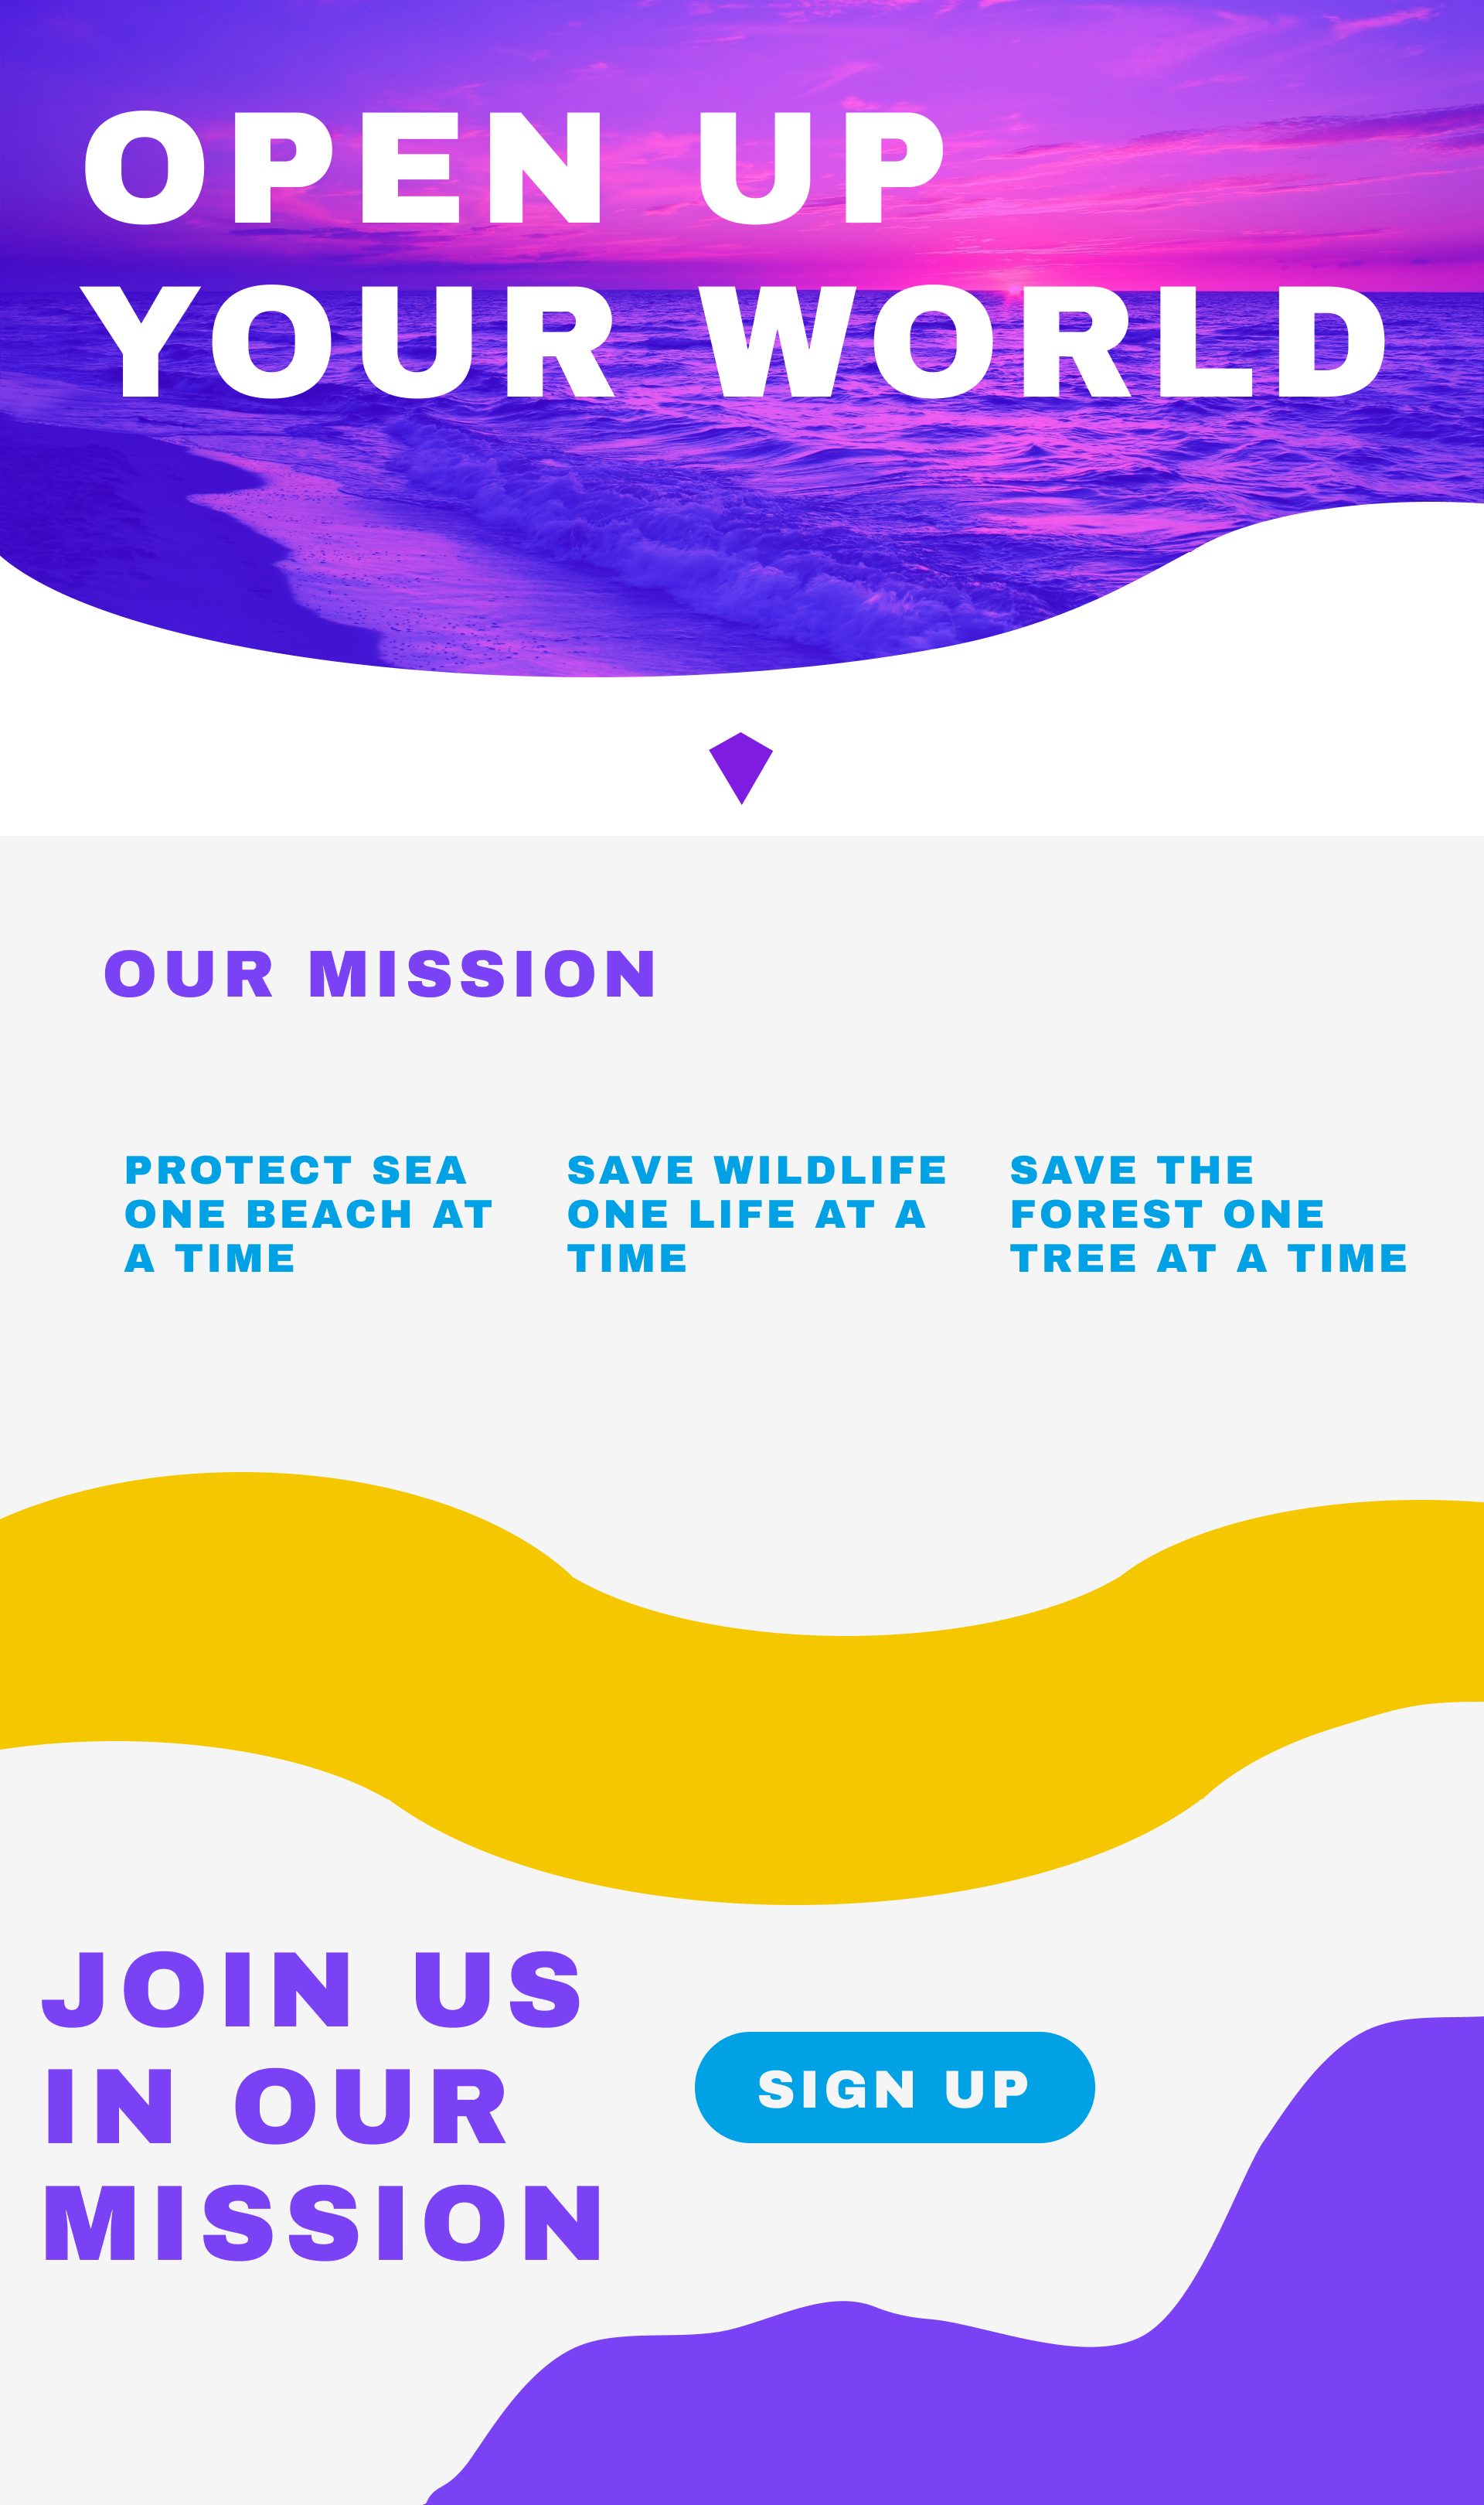 OPEN UP
YOUR WORLD
OUR MISSION
PROTECT SEA
ONE BEACH AT
A TIME
SAVE WILDLIFE
ONE LIFE AT A
TIME
SAVE THE
FOREST ONE
TREE AT A TIME
JOIN US
IN OUR
MISSION
SIGN UP